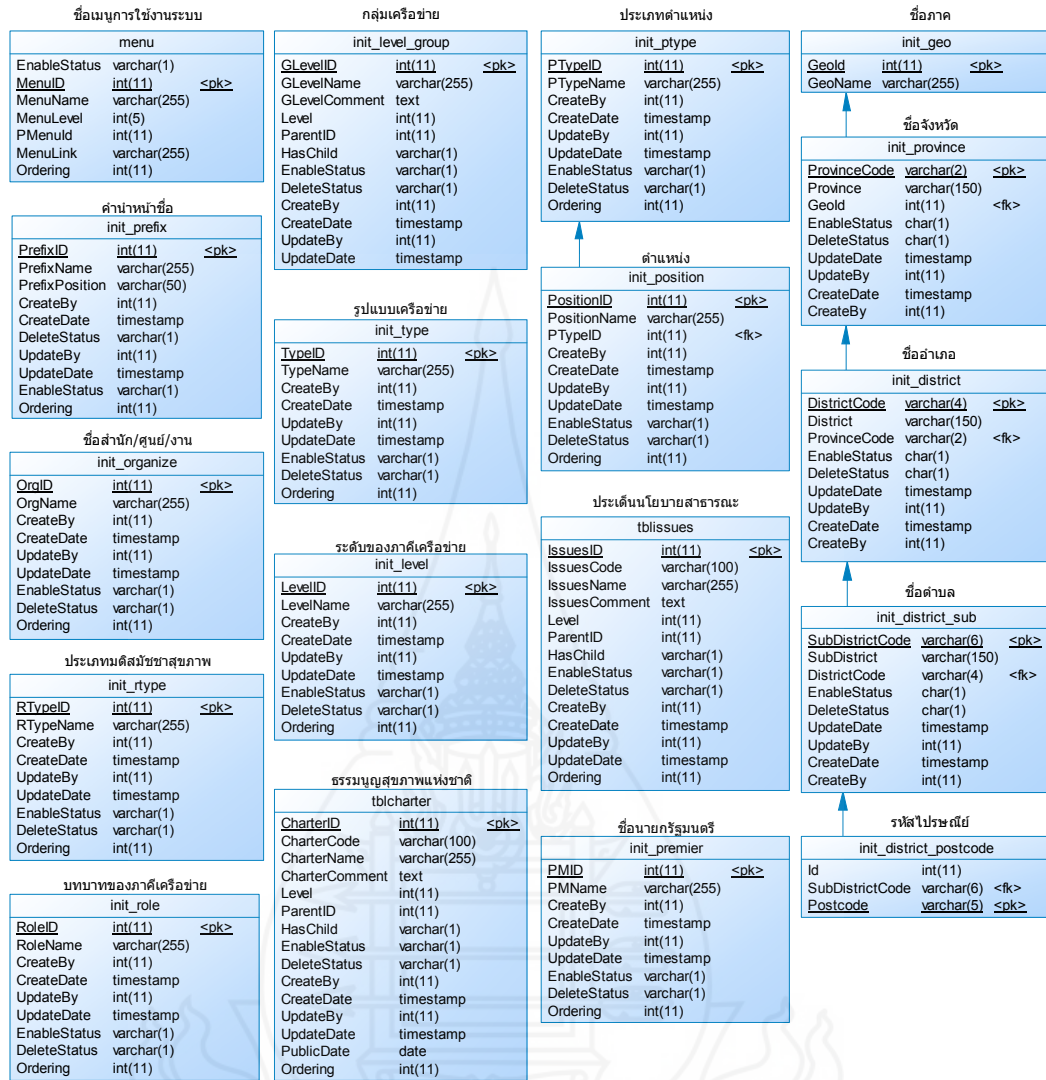 ชื่อเมนูการใช้งานระบบ
menu
EnableStatus varchar(1)
MenuID int(11) <pk>
MenuName varchar(255)
MenuLevel int(5)
PMenuId int(11)
MenuLink varchar(255)
Ordering int(11)
คำนำหน้าชื่อ
init_prefix
PrefixID int(11) <pk>
PrefixName varchar(255)
PrefixPosition varchar(50)
CreateBy int(11)
CreateDate timestamp
DeleteStatus varchar(1)
UpdateBy int(11)
UpdateDate timestamp
EnableStatus varchar(1)
Ordering int(11)
ชื่อสำนัก/ศูนย์/งาน
init_organize
OrgID int(11) <pk>
OrgName varchar(255)
CreateBy int(11)
CreateDate timestamp
UpdateBy int(11)
UpdateDate timestamp
EnableStatus varchar(1)
DeleteStatus varchar(1)
Ordering int(11)
ประเภทมติสมัชชาสุขภาพ
init_rtype
RTypeID int(11) <pk>
RTypeName varchar(255)
CreateBy int(11)
CreateDate timestamp
UpdateBy int(11)
UpdateDate timestamp
EnableStatus varchar(1)
DeleteStatus varchar(1)
Ordering int(11)
บทบาทของภาคีเครือข่าย
init_role
RoleID int(11) <pk>
RoleName varchar(255)
CreateBy int(11)
CreateDate timestamp
UpdateBy int(11)
UpdateDate timestamp
EnableStatus varchar(1)
DeleteStatus varchar(1)
Ordering int(11)
กลุ่มเครือข่าย
init_level_group
GLevelID int(11) <pk>
GLevelName varchar(255)
GLevelComment text
Level int(11)
ParentID int(11)
HasChild varchar(1)
EnableStatus varchar(1)
DeleteStatus varchar(1)
CreateBy int(11)
CreateDate timestamp
UpdateBy int(11)
UpdateDate timestamp
รูปแบบเครือข่าย
init_type
TypeID int(11) <pk>
TypeName varchar(255)
CreateBy int(11)
CreateDate timestamp
UpdateBy int(11)
UpdateDate timestamp
EnableStatus varchar(1)
DeleteStatus varchar(1)
Ordering int(11)
ระดับของภาคีเครือข่าย
init_level
LevelID int(11) <pk>
LevelName varchar(255)
CreateBy int(11)
CreateDate timestamp
UpdateBy int(11)
UpdateDate timestamp
EnableStatus varchar(1)
DeleteStatus varchar(1)
Ordering int(11)
ธรรมนูญสุขภาพแห่งชาติ
tblcharter
CharterID int(11) <pk>
CharterCode varchar(100)
CharterName varchar(255)
CharterComment text
Level int(11)
ParentID int(11)
HasChild varchar(1)
EnableStatus varchar(1)
DeleteStatus varchar(1)
CreateBy int(11)
CreateDate timestamp
UpdateBy int(11)
UpdateDate timestamp
PublicDate date
Ordering int(11)
ประเภทตำแหน่ง
init_ptype
PTypeID int(11) <pk>
PTypeName varchar(255)
CreateBy int(11)
CreateDate timestamp
UpdateBy int(11)
UpdateDate timestamp
EnableStatus varchar(1)
DeleteStatus varchar(1)
Ordering int(11)
ตำแหน่ง
init_position
PositionID int(11) <pk>
PositionName varchar(255)
PTypeID int(11) <fk>
CreateBy int(11)
CreateDate timestamp
UpdateBy int(11)
UpdateDate timestamp
EnableStatus varchar(1)
DeleteStatus varchar(1)
Ordering int(11)
ประเด็นนโยบายสาธารณะ
tblissues
IssuesID int(11) <pk>
IssuesCode varchar(100)
IssuesName varchar(255)
IssuesComment text
Level int(11)
ParentID int(11)
HasChild varchar(1)
EnableStatus varchar(1)
DeleteStatus varchar(1)
CreateBy int(11)
CreateDate timestamp
UpdateBy int(11)
UpdateDate timestamp
Ordering int(11)
ชื่อนายกรัฐมนตรี
init_premier
PMID int(11) <pk>
PMName varchar(255)
CreateBy int(11)
CreateDate timestamp
UpdateBy int(11)
UpdateDate timestamp
EnableStatus varchar(1)
DeleteStatus varchar(1)
Ordering int(11)
ชื่อภาค
init_geo
GeoId int(11) <pk>
GeoName varchar(255)
ชื่อจังหวัด
init_province
ProvinceCode varchar(2) <pk>
Province varchar(150)
GeoId int(11) <fk>
EnableStatus char(1)
DeleteStatus char(1)
UpdateDate timestamp
UpdateBy int(11)
CreateDate timestamp
CreateBy int(11)
ชื่ออำเภอ
init_district
DistrictCode varchar(4) <pk>
District varchar(150)
ProvinceCode varchar(2) <fk>
EnableStatus char(1)
DeleteStatus char(1)
UpdateDate timestamp
UpdateBy int(11)
CreateDate timestamp
CreateBy int(11)
ชื่อตำบล
init_district_sub
SubDistrictCode varchar(6) <pk>
SubDistrict varchar(150)
DistrictCode varchar(4) <fk>
EnableStatus char(1)
DeleteStatus char(1)
UpdateDate timestamp
UpdateBy int(11)
CreateDate timestamp
CreateBy int(11)
รหัสไปรษณีย์
init_district_postcode
Id int(11)
SubDistrictCode varchar(6) <fk>
Postcode varchar(5) <pk>